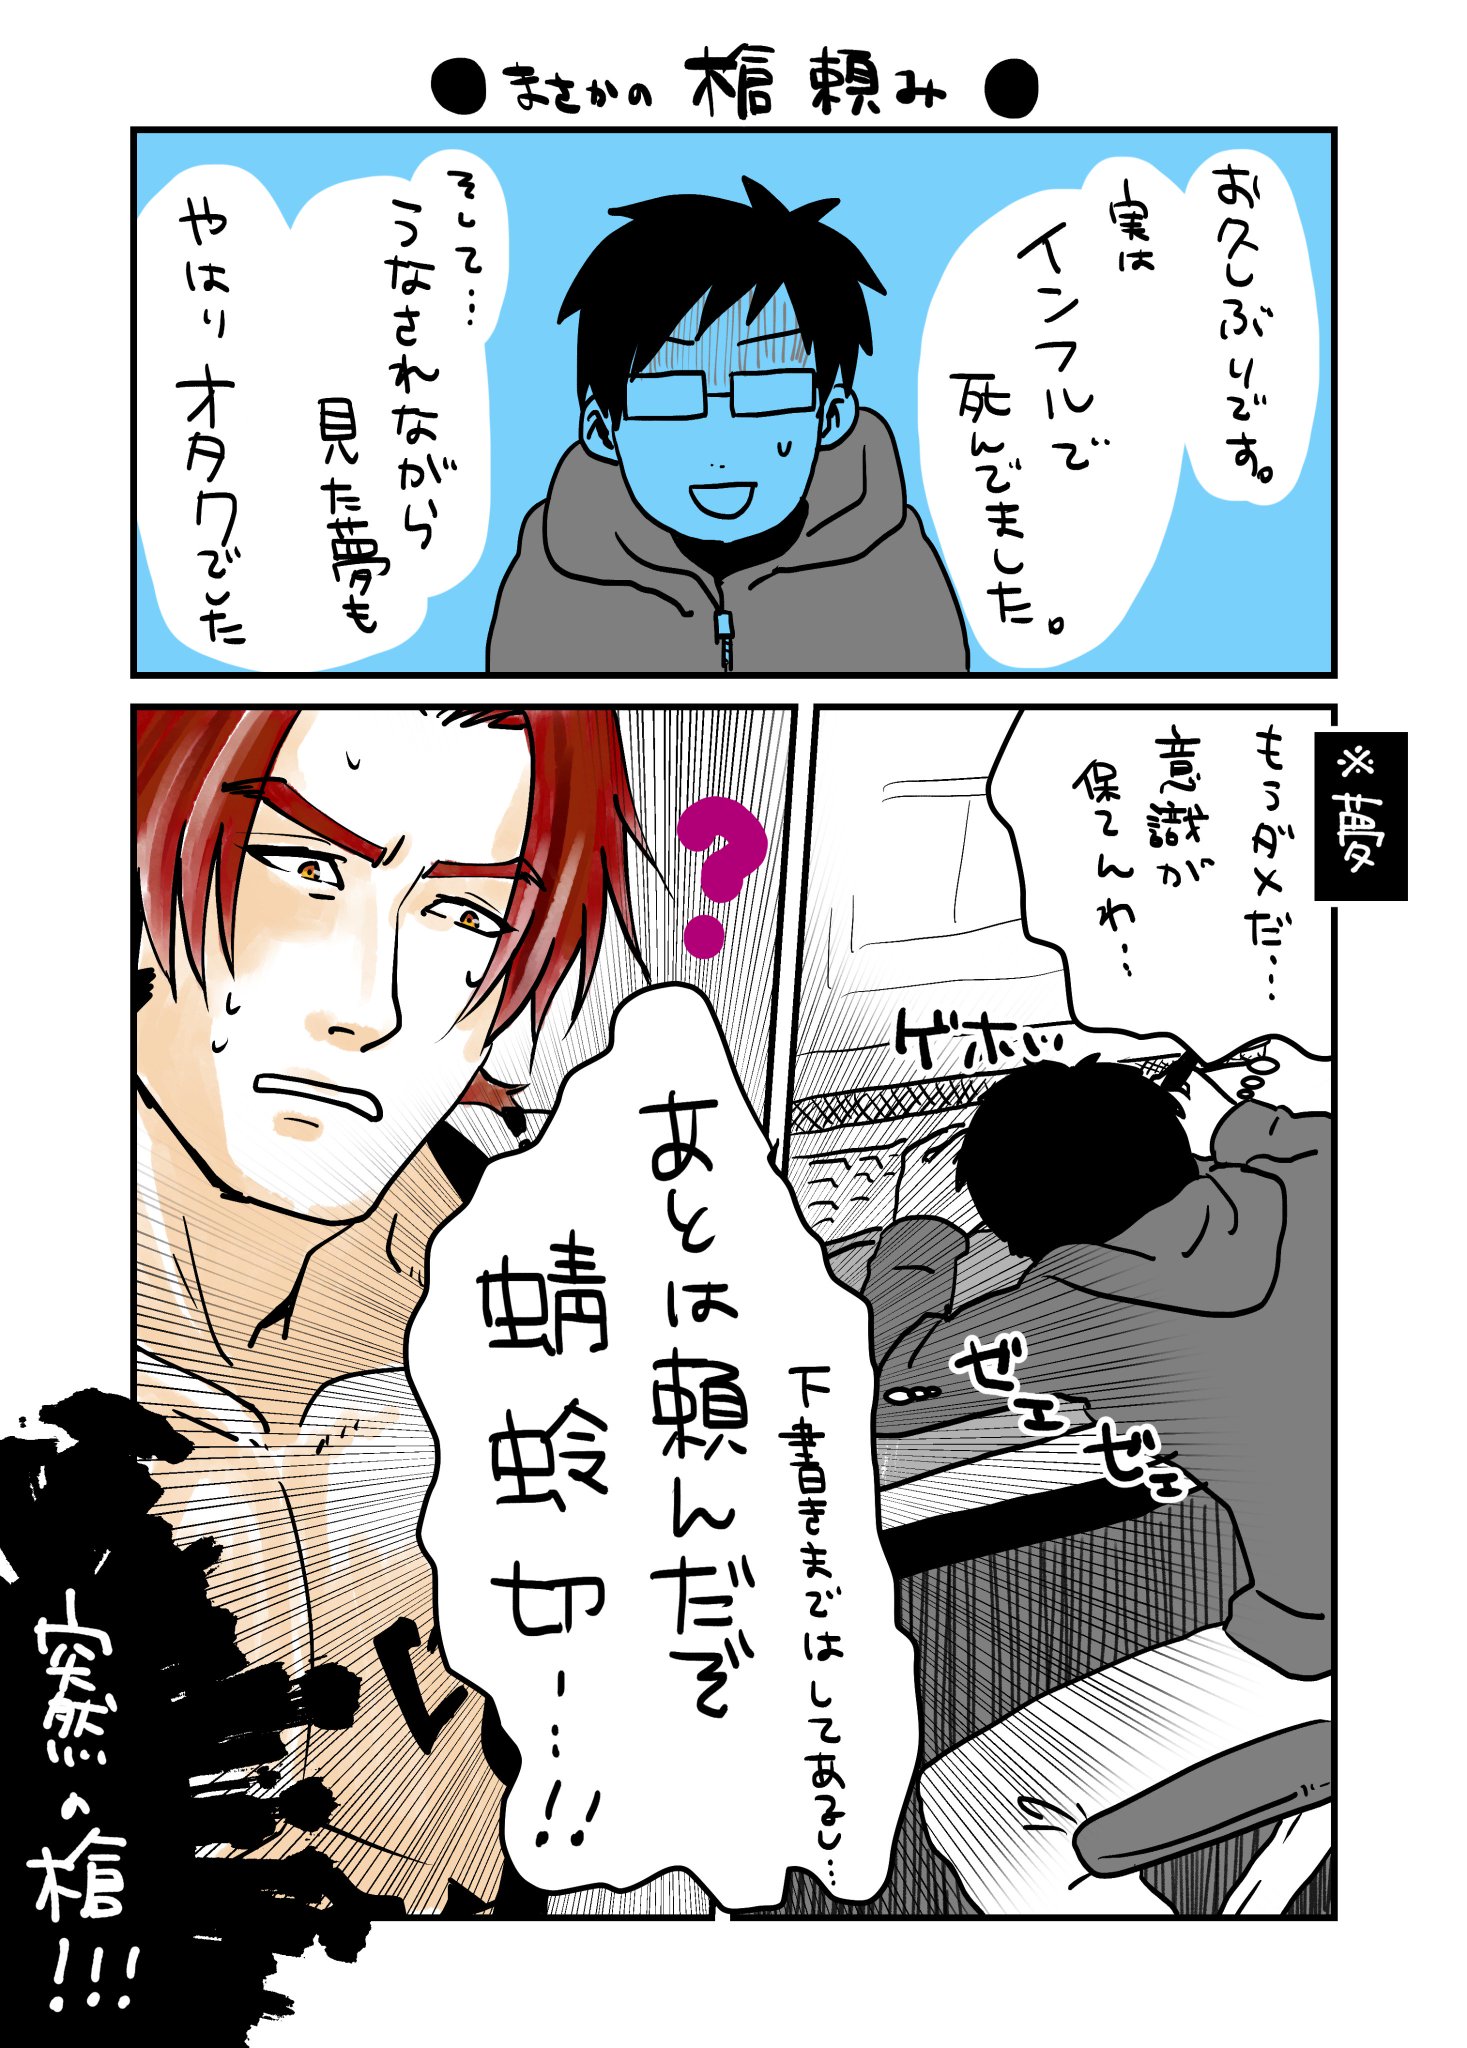 ●まさかの槍頼み●
お久しぶりです。
実は
インフルで
死んでました。
そして…
うなされながら
見た夢も
やはりオタクでした
※夢
もうダメだ…
意識が
保てんわ…
ゲホッ…
ゼェ
ゼェ
下書きまではしてあるし…
あとは頼んだぞ
蜻蛉切ー…!!
?
突然の槍!!!